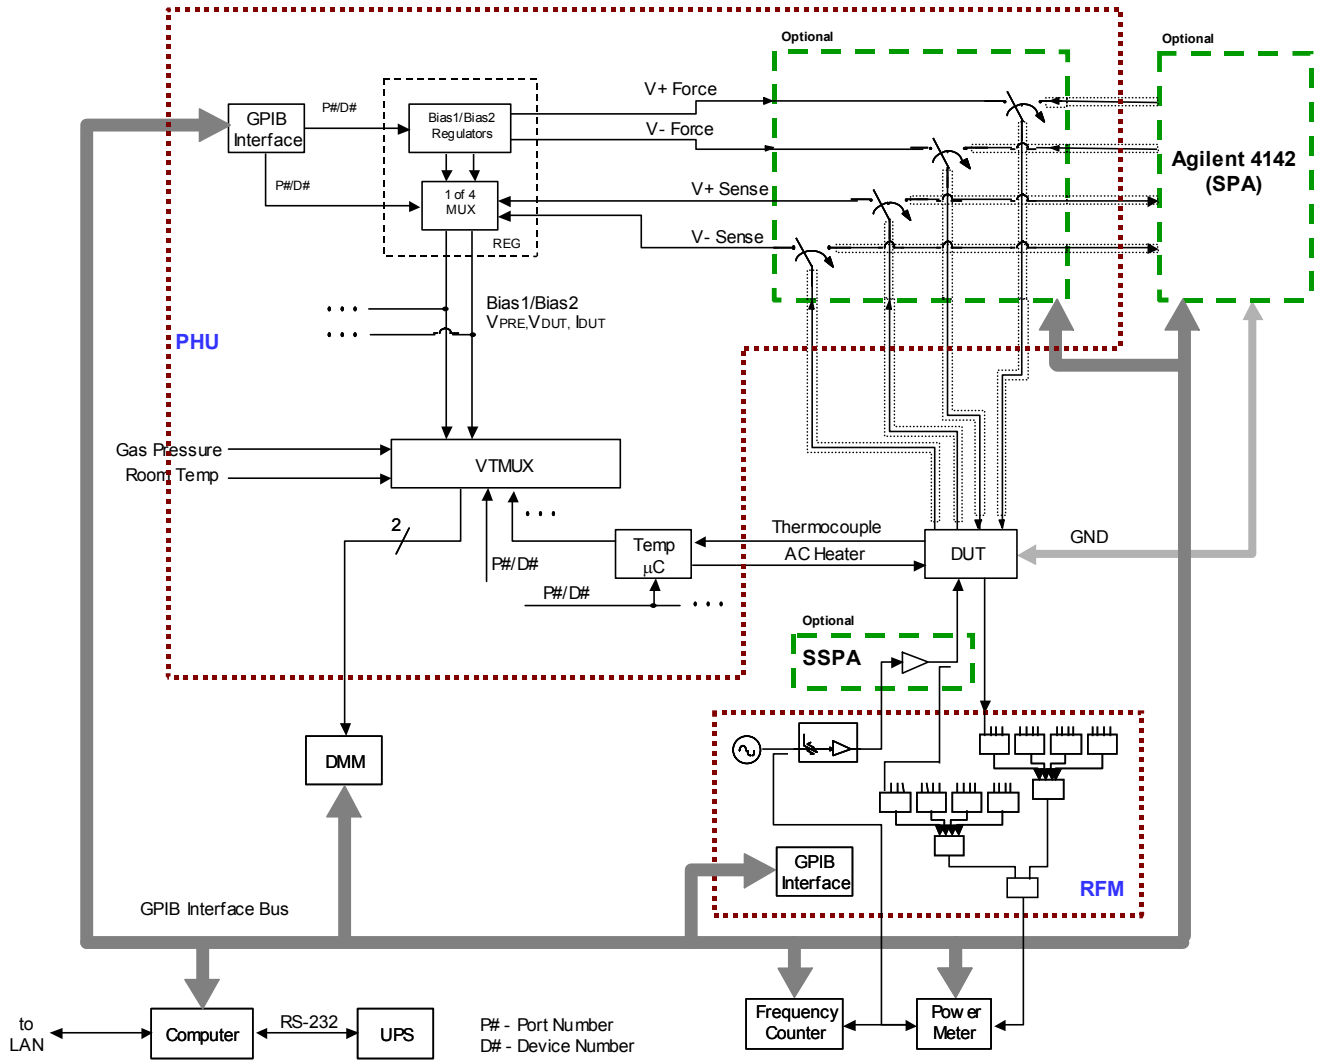 Optional
Optional
V+ Force
P#/D#
GPIB
Interface
Bias1/Bias2
Regulators
V- Force
Agilent 4142
(SPA)
P#/D#
1 of 4
MUX
V+ Sense
REG
V- Sense
Bias1/Bias2
VPRE,VDUT, IDUT
PHU
Gas Pressure
Room Temp
VTMUX
2
Thermocouple
GND
Temp
μC
AC Heater
DUT
P#/D#
P#/D#
Optional
SSPA
DMM
GPIB
Interface
RFM
GPIB Interface Bus
to
LAN
Computer
RS-232
UPS
P# - Port Number
D# - Device Number
Frequency
Counter
Power
Meter